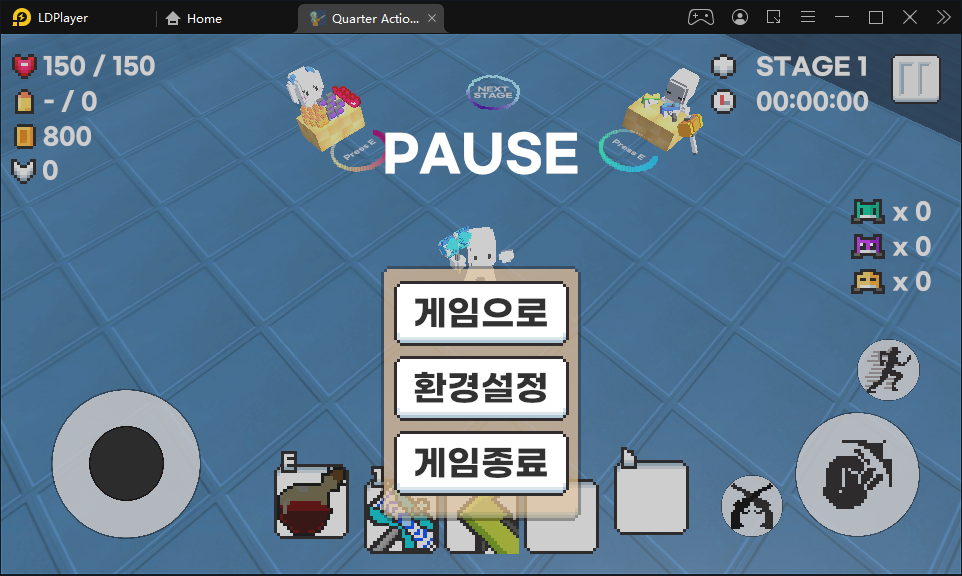 LDPlayer
Home
Quarter Actio...
150 / 150
- / 0
800
0
NEXT
STAGE
STAGE 1
00:00:00
Press E
Press E
PAUSE
x 0
x 0
x 0
게임으로
환경설정
게임종료